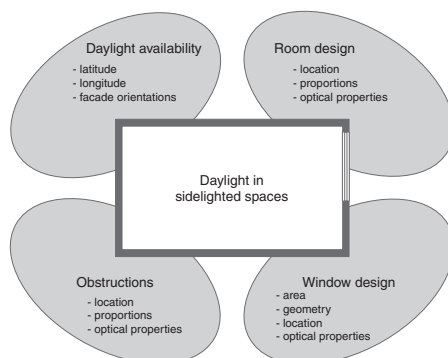 Daylight availability
- latitude
- longitude
- facade orientations
Room design
- location
- proportions
- optical properties
Daylight in
sidelighted spaces
Obstructions
- location
- proportions
- optical properties
Window design
- area
- geometry
- location
- optical properties